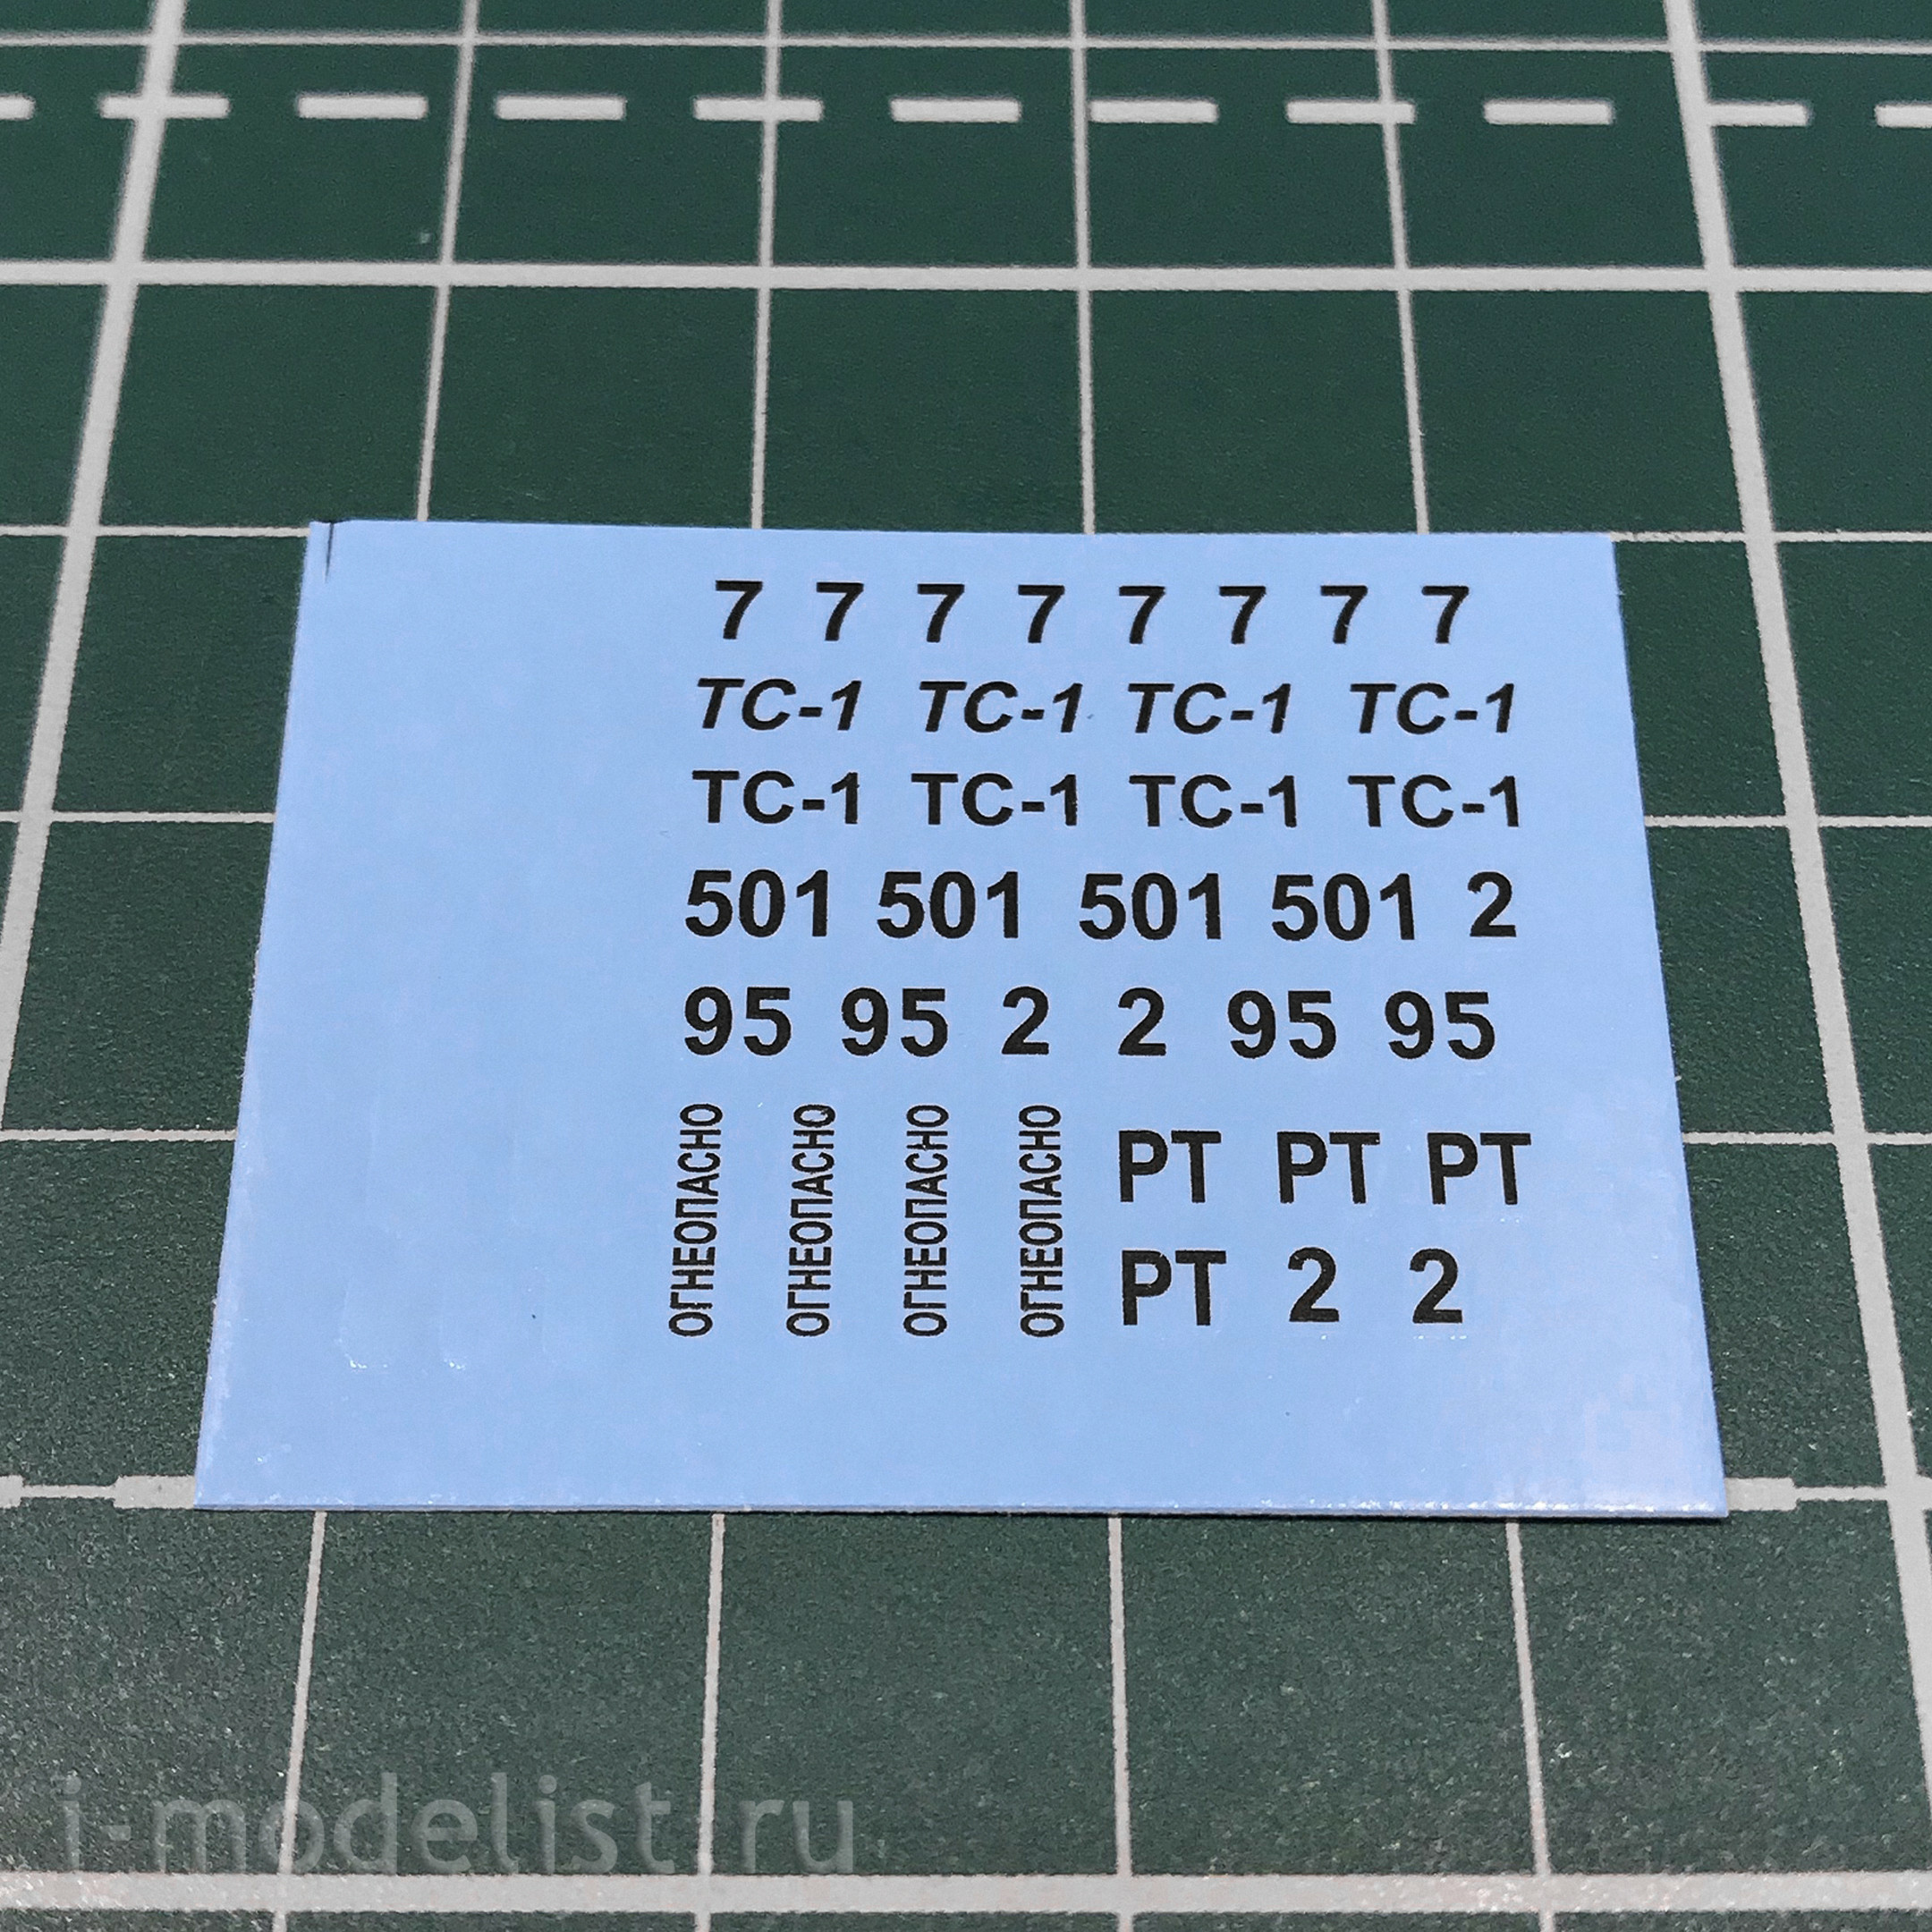 7 7 7 7 7 7 7 7
ТС-1 ТС-1 ТС-1 ТС-1
ТС-1 ТС-1 ТС-1 ТС-1
501 501 501 501 2
95 95 2 2 95 95
ОГНЕОПАСНО ОГНЕОПАСНО ОГНЕОПАСНО ОГНЕОПАСНО
РТ РТ РТ
РТ 2 2
i-modelist.ru